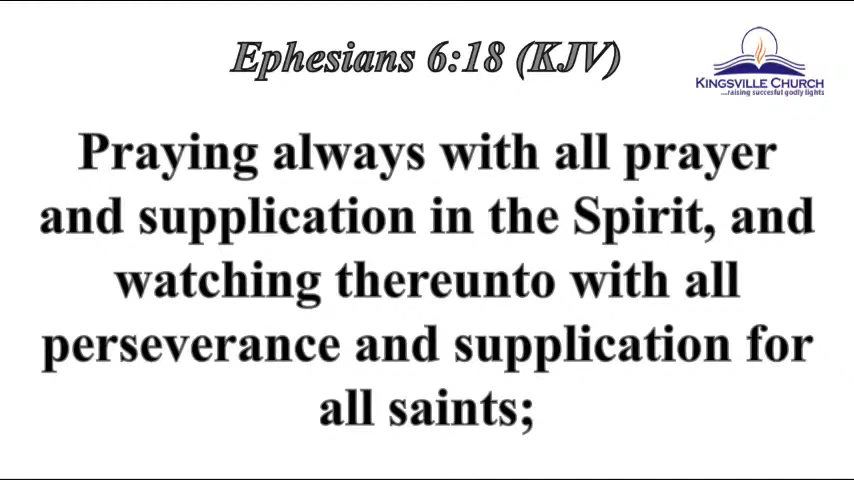 Ephesians 6:18 (KJV)
KINGSVILLE CHURCH
...raising succesful godly lights
Praying always with all prayer
and supplication in the Spirit, and
watching thereunto with all
perseverance and supplication for
all saints;